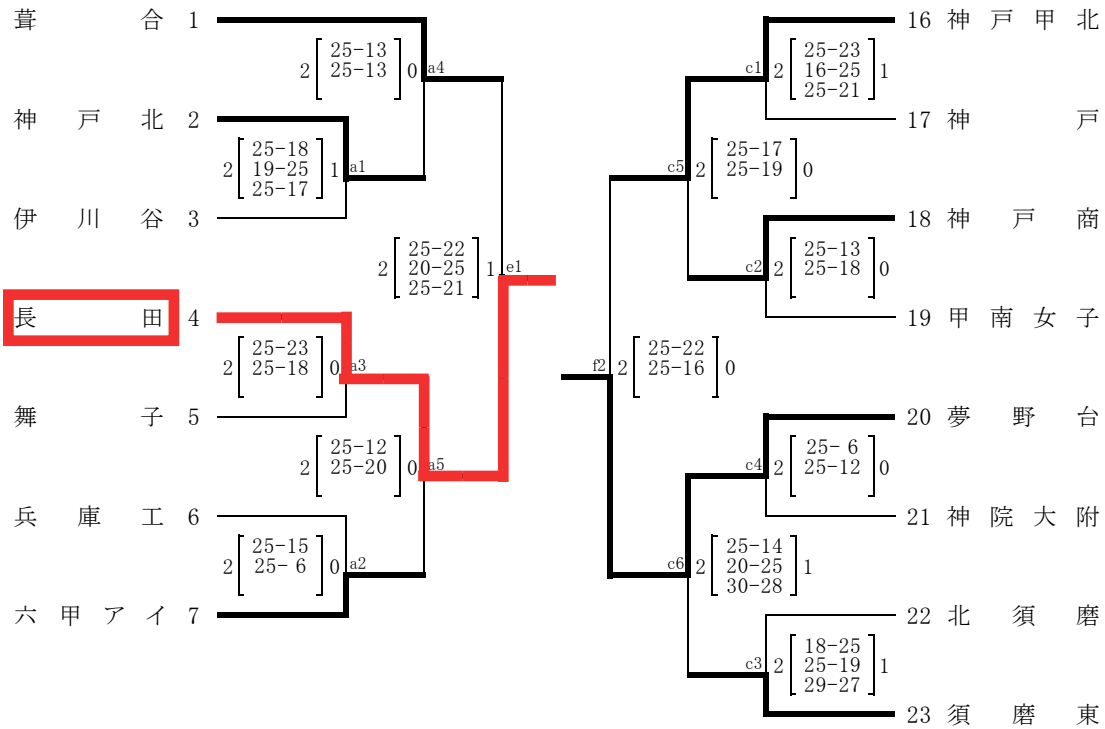 葺合 1
25-13
2 25-13 0 a4
神戸北 2
25-18
2 19-25 1 a1
25-17
伊川谷 3
25-22
2 20-25 1 e1
25-21
長田 4
25-23
2 25-18 0 a3
舞子 5
25-12
2 25-20 0 a5
兵庫工 6
25-15
2 25- 6 0 a2
六甲アイ 7
16 神戸甲北
25-23
c1 2 16-25 1
25-21
17 神戸
25-17
c5 2 25-19 0
18 神戸商
25-13
c2 2 25-18 0
19 甲南女子
25-22
f2 2 25-16 0
20 夢野台
25- 6
c4 2 25-12 0
21 神院大附
25-14
c6 2 20-25 1
30-28
22 北須磨
18-25
c3 2 25-19 1
29-27
23 須磨東